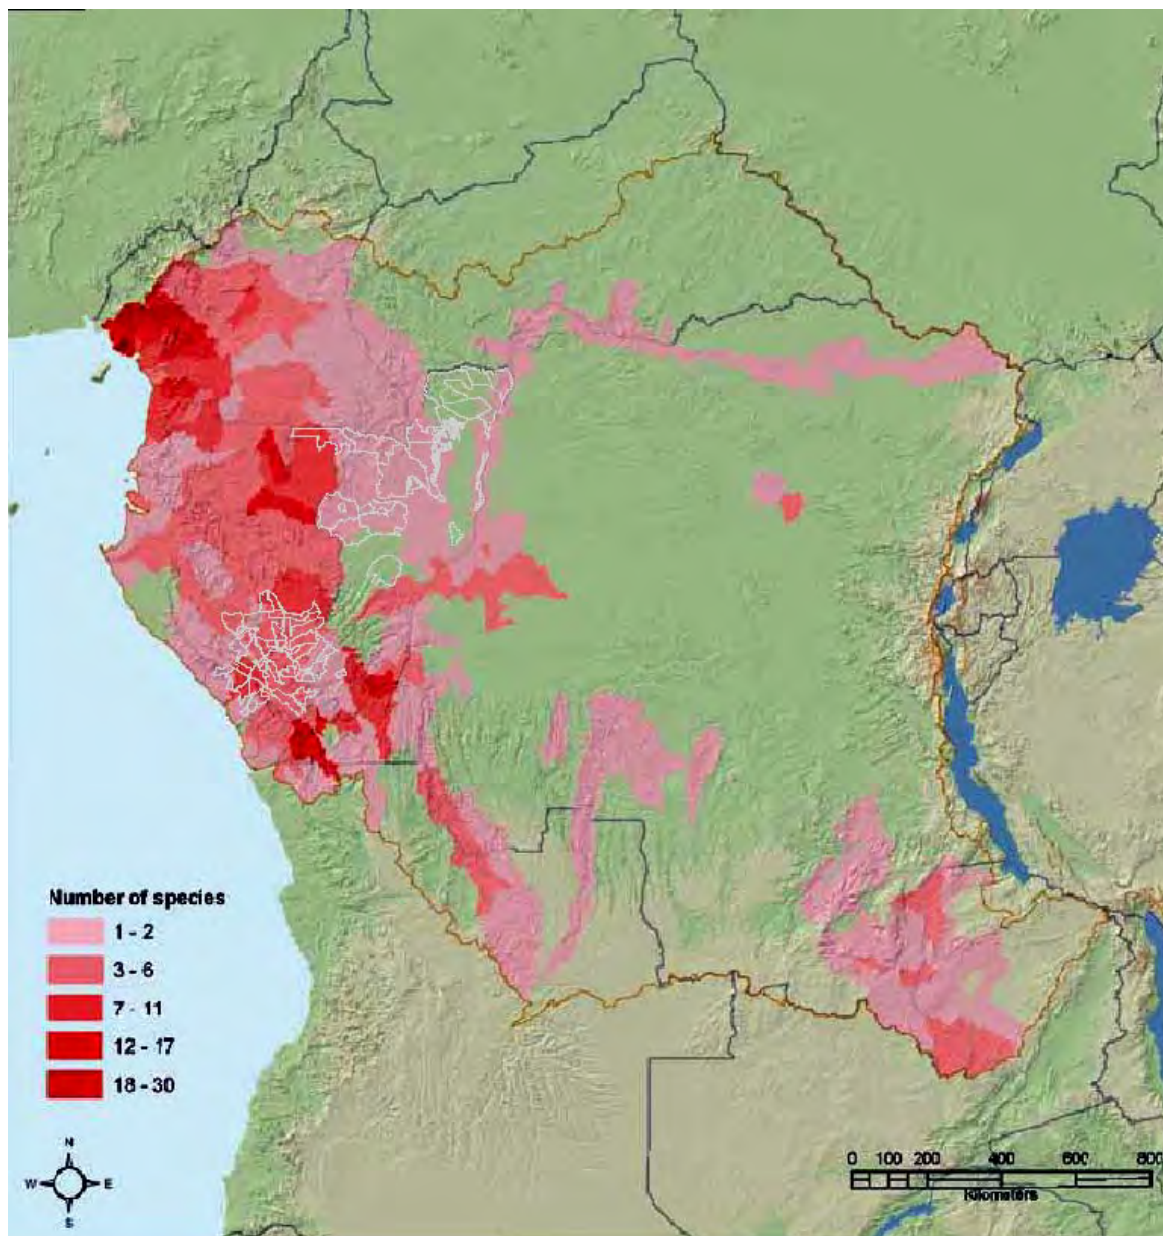 Number of species
1 - 2
3 - 6
7 - 11
12 - 17
18 - 30
N
W E
S
0 100 200 400 600 800
Kilometers